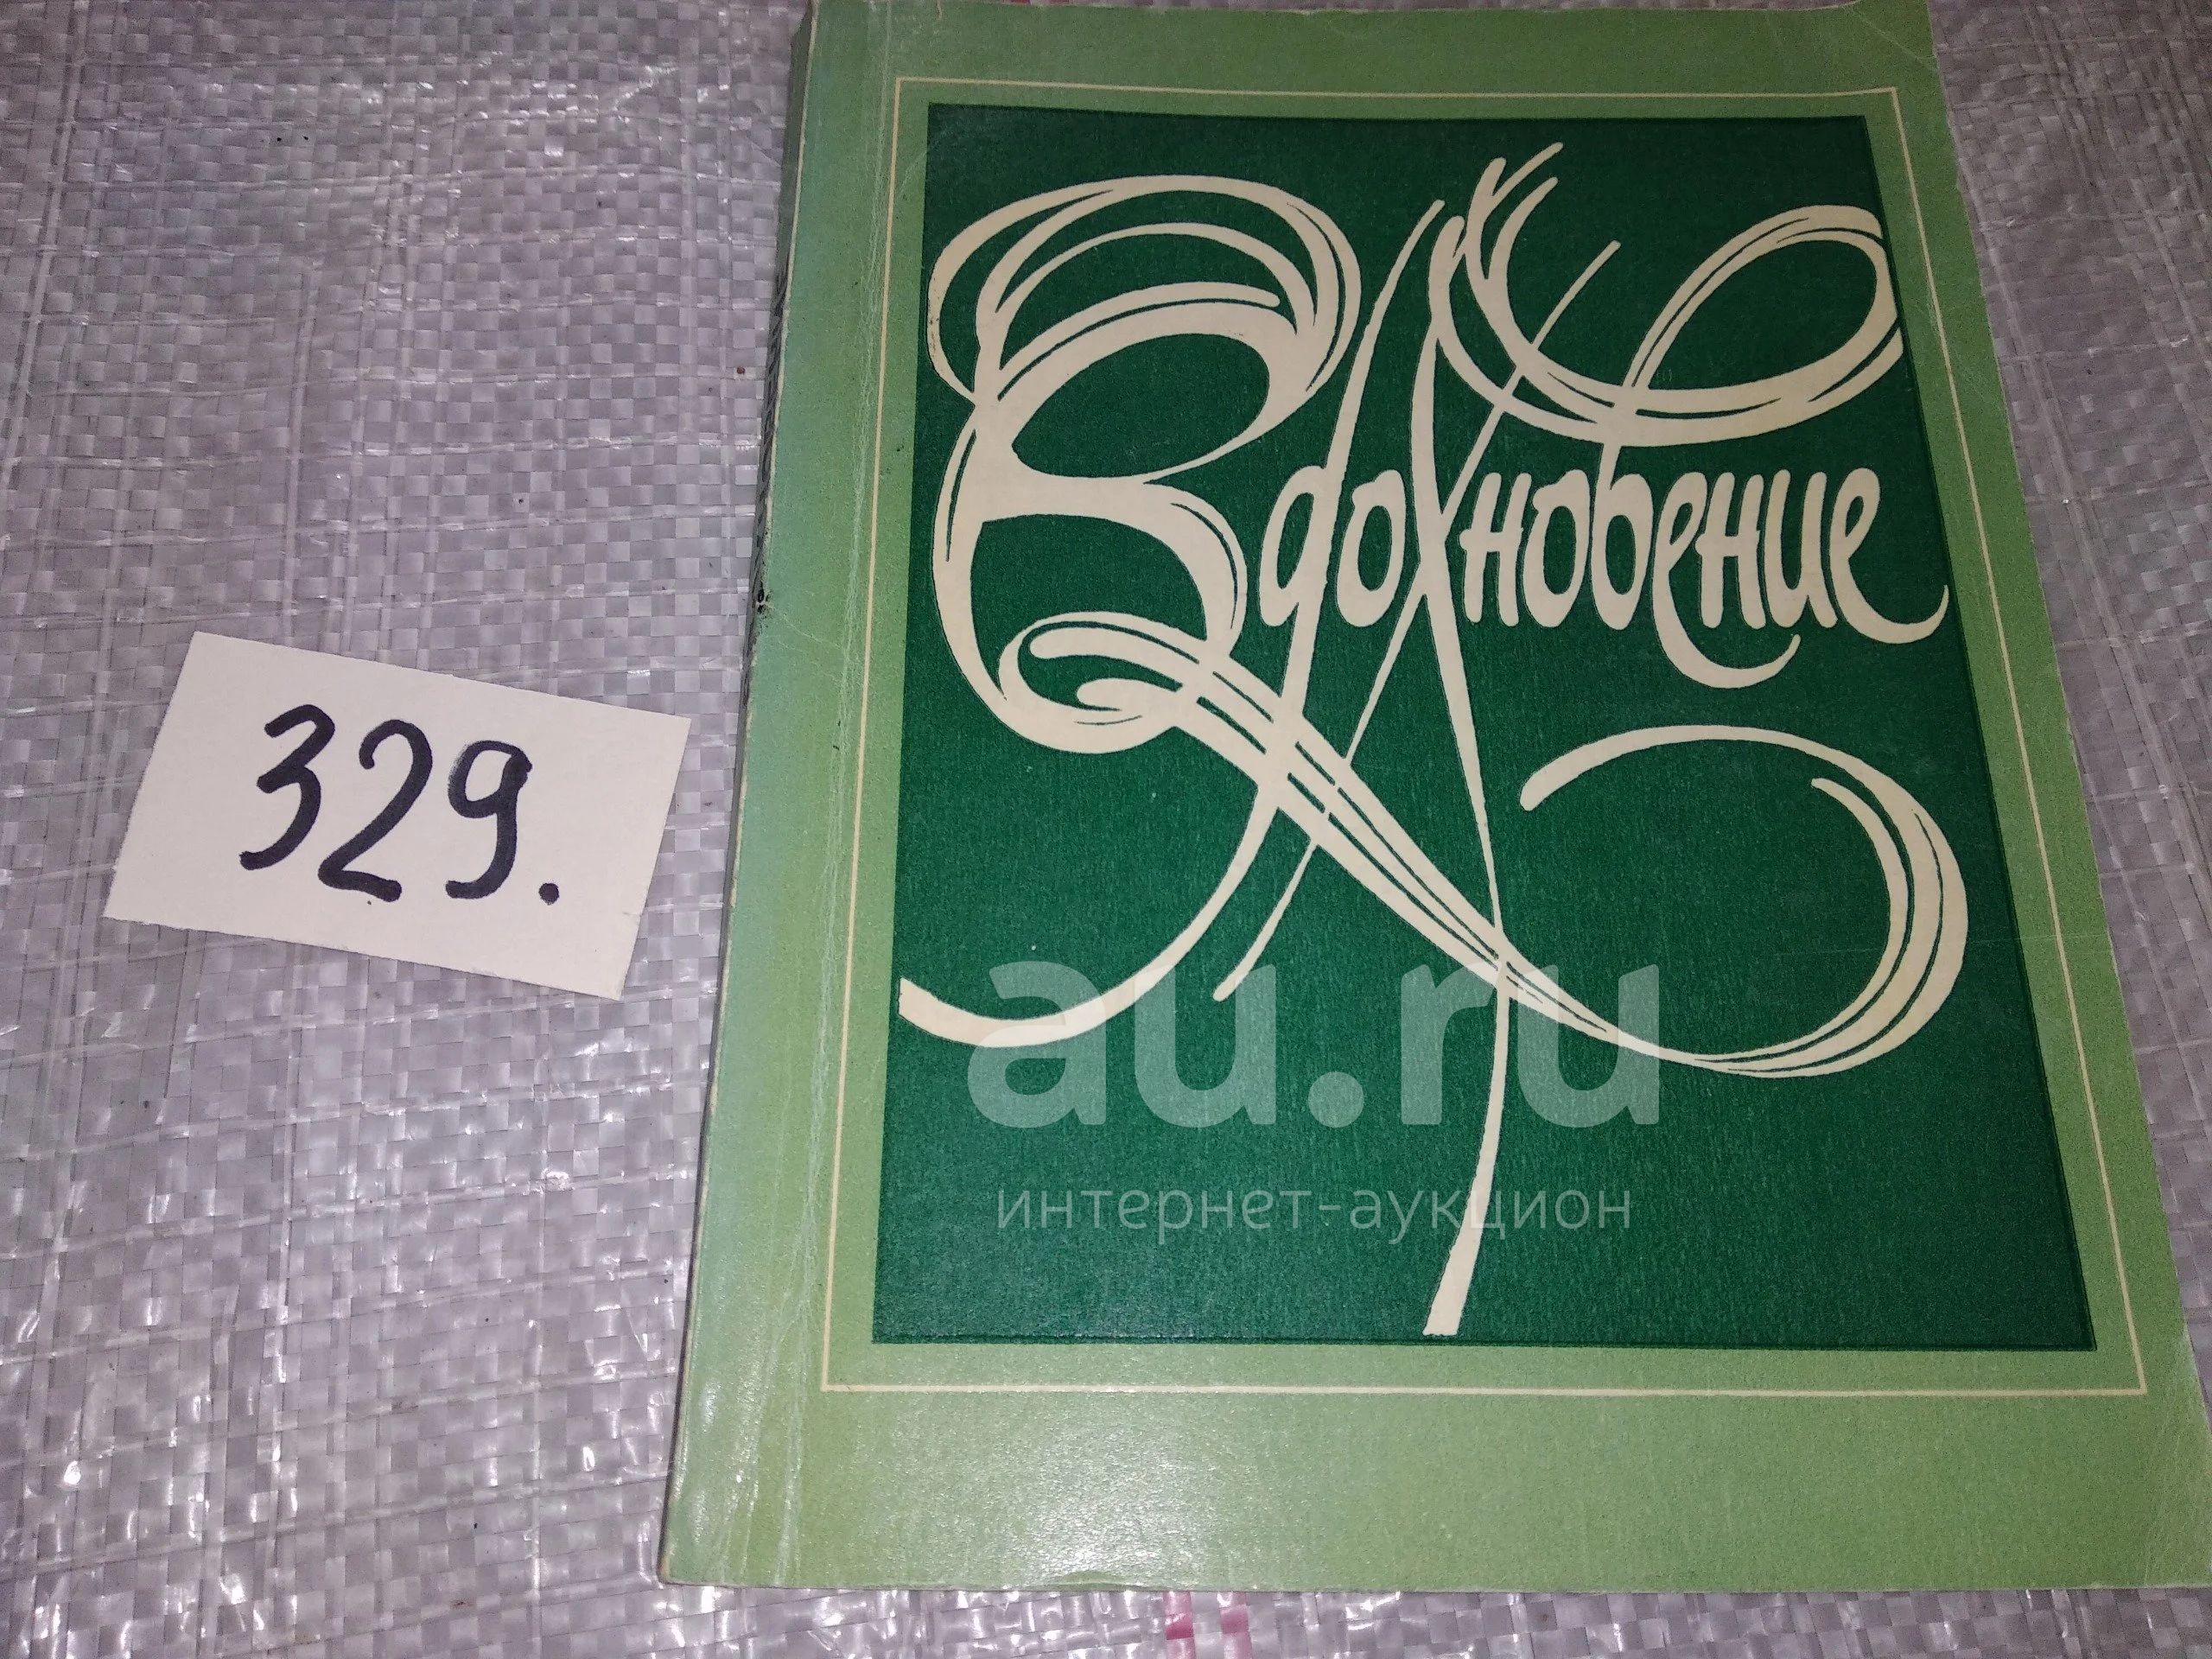 329.
Вдохновение
au.ru
интернет-аукцион